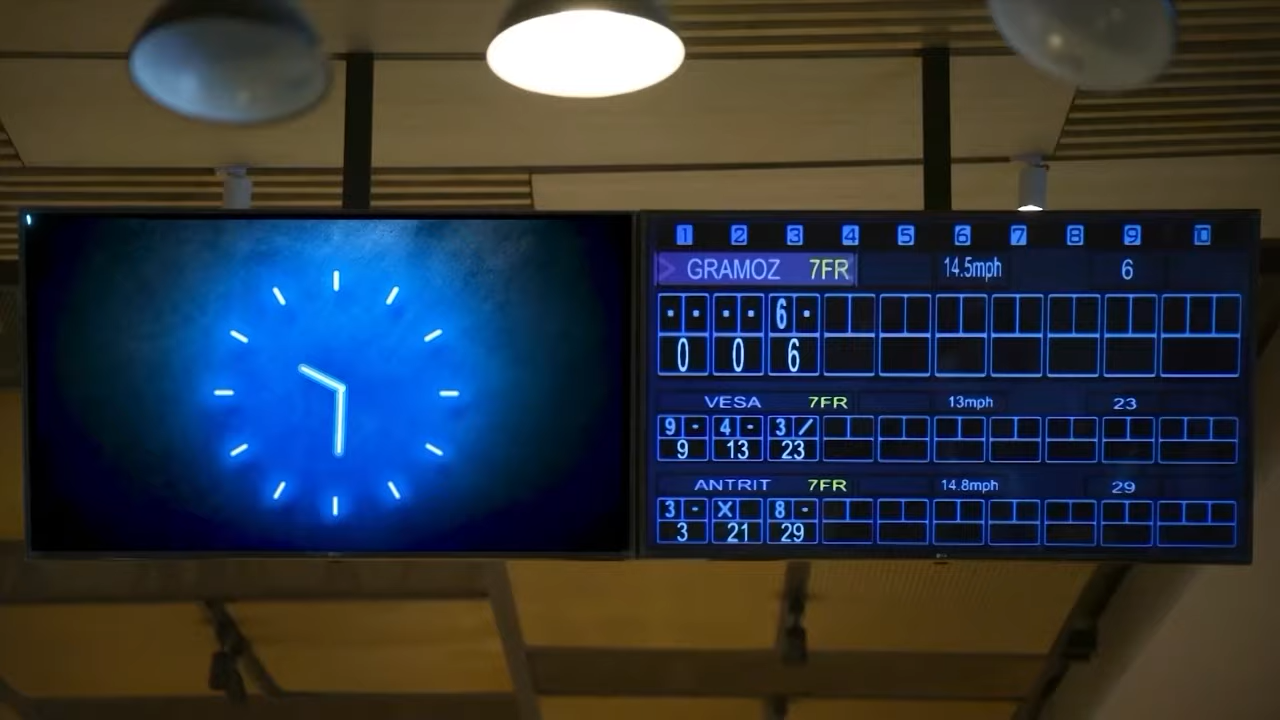 1 2 3 4 5 6 7 8 9 10
> GRAMOZ 7FR 14.5mph 6
· · · · 6 ·
0 0 6
VESA 7FR 13mph 23
9 - 4 - 3 /
9 13 23
ANTRIT 7FR 14.8mph 29
3 - X 8 -
3 21 29